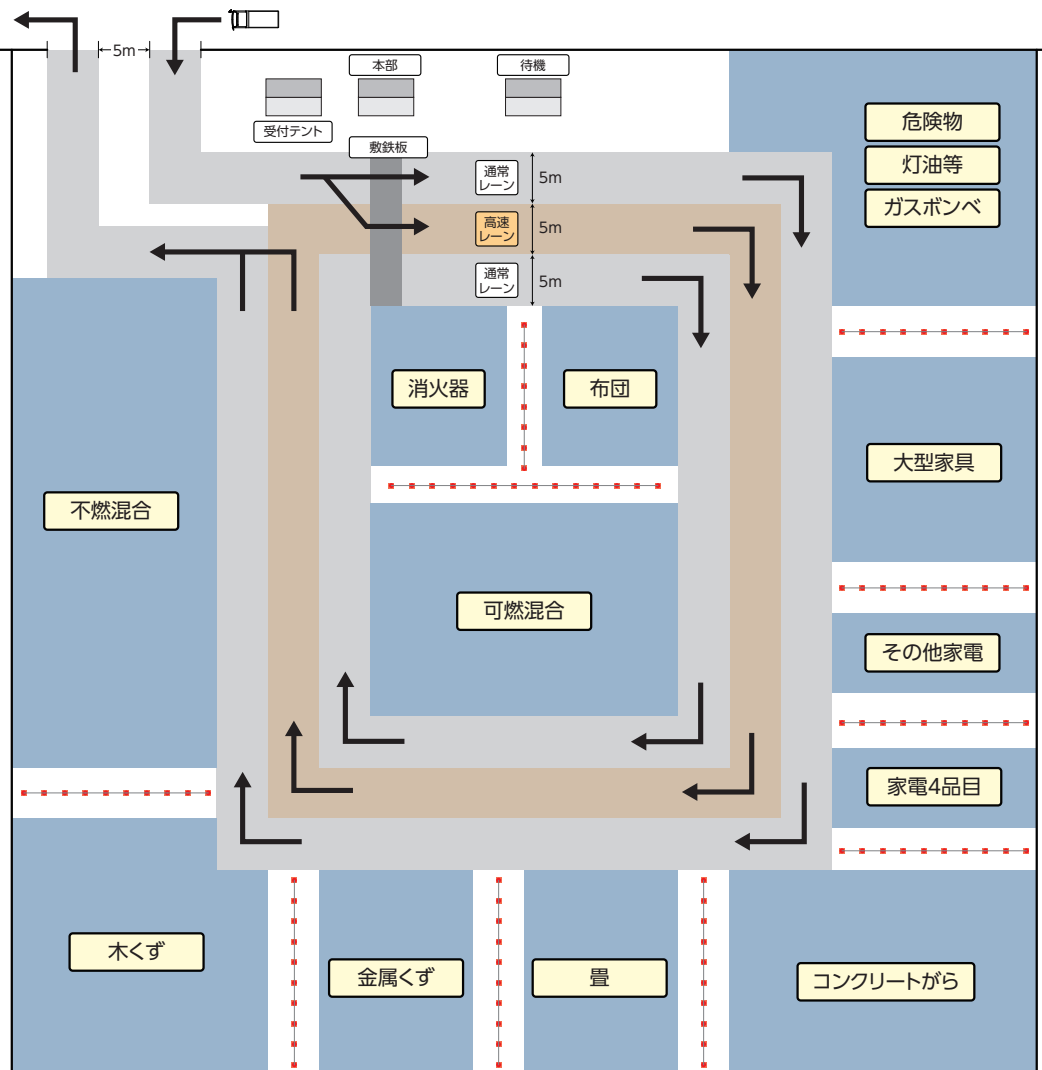 5m
本部
待機
受付テント
敷鉄板
危険物
灯油等
ガスボンベ
通常
レーン
5m
高速
レーン
5m
通常
レーン
5m
消火器
布団
大型家具
不燃混合
可燃混合
その他家電
家電4品目
木くず
金属くず
畳
コンクリートがら